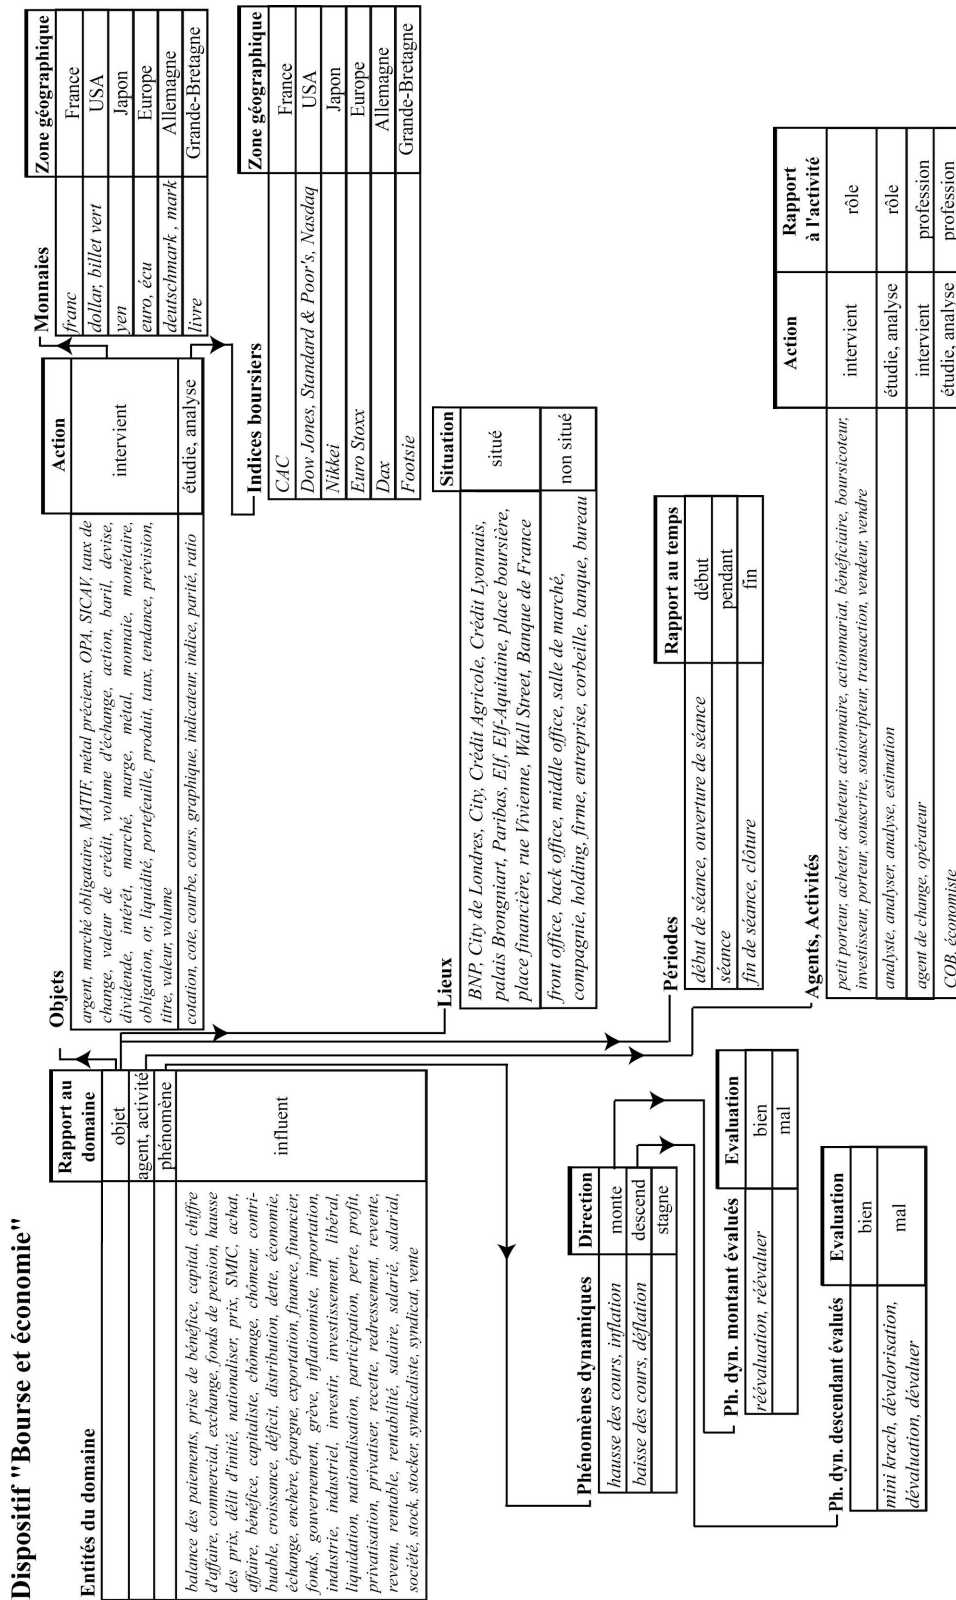 Dispositif "Bourse et économie"
Entités du domaine
Rapport au
domaine
objet
agent, activité
phénomène
balance des paiements, prise de bénéfice, capital, chiffre
d'affaire, commercial, exchange, fonds de pension, hausse
des prix, délit d'initié, nationaliser, prix, SMIC, achat,
affaire, bénéfice, capitaliste, chômage, chômeur, contri-
buable, croissance, déficit, distribution, dette, économie,
échange, enchère, épargne, exportation, finance, financier,
fonds, gouvernement, grève, inflationniste, importation,
industrie, industriel, investir, investissement, libéral,
liquidation, nationalisation, participation, perte, profit,
privatisation, privatiser, recette, redressement, revente,
revenu, rentable, rentabilité, salaire, salarié, salarial,
société, stock, stocker, syndicaliste, syndicat, vente
influent
Objets
Action
argent, marché obligataire, MATIF, métal précieux, OPA, SICAV, taux de
change, valeur de crédit, volume d'échange, action, baril, devise,
dividende, intérêt, marché, marge, métal, monnaie, monétaire,
obligation, or, liquidité, portefeuille, produit, taux, tendance, prévision,
titre, valeur, volume
intervient
cotation, cote, courbe, cours, graphique, indicateur, indice, parité, ratio
étudie, analyse
Monnaies
Zone géographique
franc
France
dollar, billet vert
USA
yen
Japon
euro, écu
Europe
deutschmark , mark
Allemagne
livre
Grande-Bretagne
Indices boursiers
Zone géographique
CAC
France
Dow Jones, Standard & Poor's, Nasdaq
USA
Nikkei
Japon
Euro Stoxx
Europe
Dax
Allemagne
Footsie
Grande-Bretagne
Lieux
Situation
BNP, City de Londres, City, Crédit Agricole, Crédit Lyonnais,
palais Brongniart, Paribas, Elf, Elf-Aquitaine, place boursière,
place financière, rue Vivienne, Wall Street, Banque de France
situé
front office, back office, middle office, salle de marché,
compagnie, holding, firme, entreprise, corbeille, banque, bureau
non situé
Périodes
Rapport au temps
début de séance, ouverture de séance
début
séance
pendant
fin de séance, clôture
fin
Agents, Activités
Action
Rapport
à l'activité
petit porteur, acheter, acheteur, actionnaire, actionnariat, bénéficiaire, boursicoteur,
investisseur, porteur, souscrire, souscripteur, transaction, vendeur, vendre
intervient
rôle
analyste, analyser, analyse, estimation
étudie, analyse
rôle
agent de change, opérateur
intervient
profession
COB, économiste
étudie, analyse
profession
Phénomènes dynamiques
Direction
hausse des cours, inflation
monte
baisse des cours, déflation
descend
stagne
Ph. dyn. montant évalués
Evaluation
réévaluation, réévaluer
bien
mal
Ph. dyn. descendant évalués
Evaluation
bien
mini krach, dévalorisation,
dévaluation, dévaluer
mal